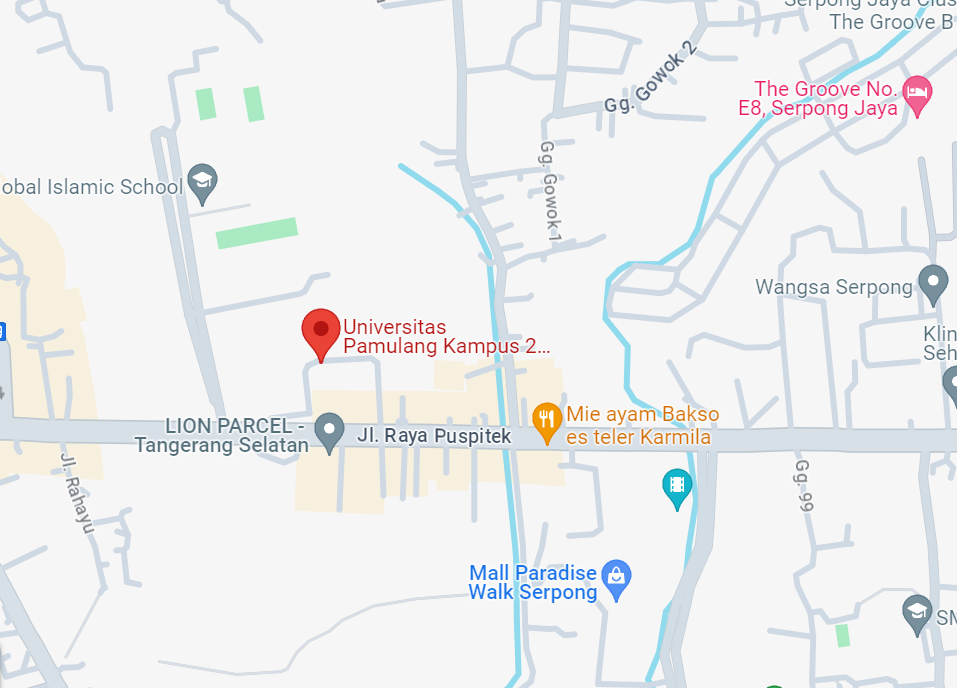 Serpong Jaya Clus
The Groove B
Gg. Gowok 2
The Groove No.
E8, Serpong Jaya
Gg. Gowok 1
obal Islamic School
Wangsa Serpong
Universitas
Pamulang Kampus 2...
Klin
Seh
LION PARCEL -
Tangerang Selatan
Jl. Raya Puspitek
Mie ayam Bakso
es teler Karmila
Jl. Rahayu
Gg. 99
Mall Paradise
Walk Serpong
SM